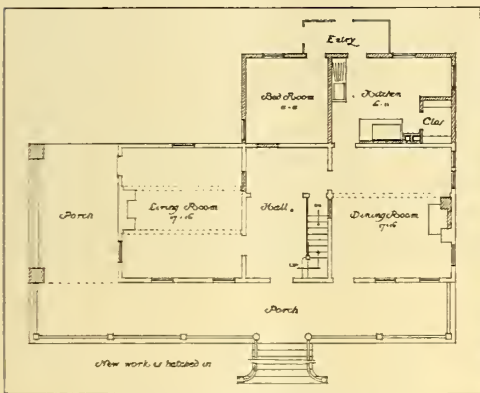 Entry
Bed Room
Kitchen
Clos
Porch
Living Room
17-16
Hall
Dining Room
17-16
up
Porch
New work is hatched in